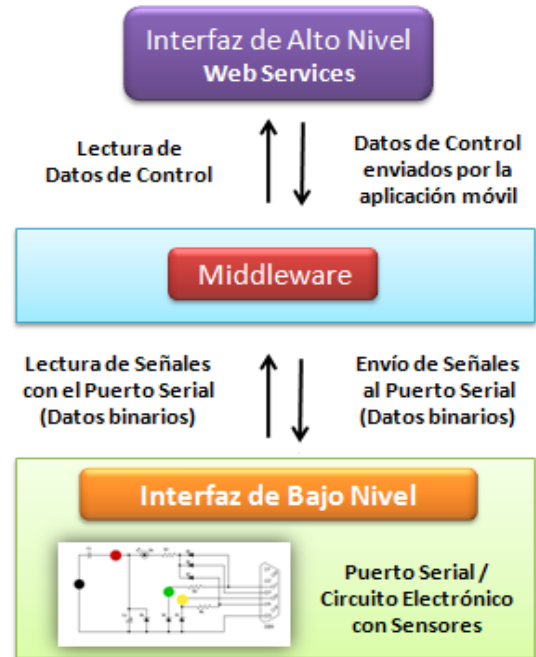 Interfaz de Alto Nivel
Web Services
Lectura de
Datos de Control
Datos de Control
enviados por la
aplicación móvil
Middleware
Lectura de Señales
con el Puerto Serial
(Datos binarios)
Envío de Señales
al Puerto Serial
(Datos binarios)
Interfaz de Bajo Nivel
Puerto Serial /
Circuito Electrónico
con Sensores